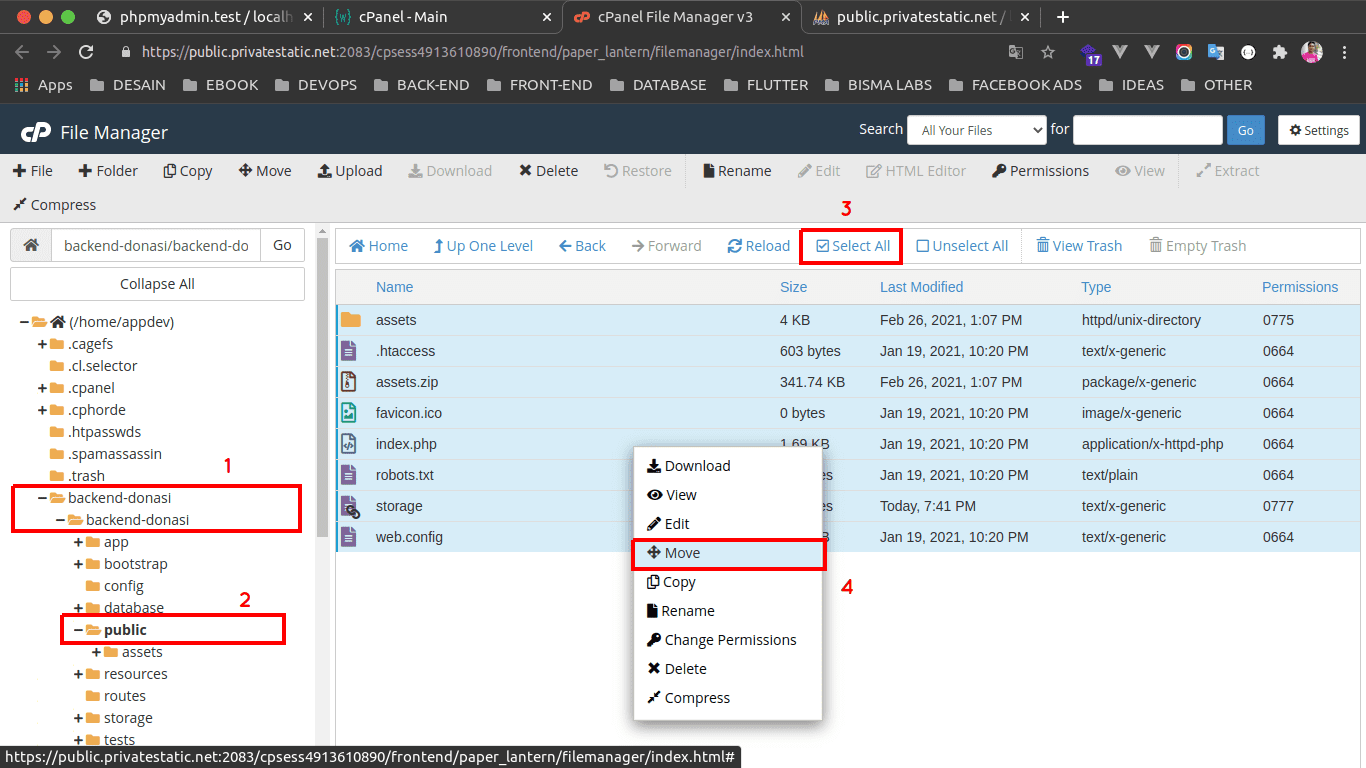 phpmyadmin.test / localh
cPanel - Main
cPanel File Manager v3
public.privatestatic.net /
https://public.privatestatic.net:2083/cpsess4913610890/frontend/paper_lantern/filemanager/index.html
17
Apps DESAIN EBOOK DEVOPS BACK-END FRONT-END DATABASE FLUTTER BISMA LABS FACEBOOK ADS IDEAS OTHER
cP File Manager
Search All Your Files for Go Settings
File Folder Copy Move Upload Download Delete Restore Rename Edit HTML Editor Permissions View Extract
Compress
3
backend-donasi/backend-do Go
Home Up One Level Back Forward Reload Select All Unselect All View Trash Empty Trash
Collapse All
Name Size Last Modified Type Permissions
(/home/appdev)
.cagefs
.cl.selector
.cpanel
.cphorde
.htpasswds
.spamassassin
.trash
1
backend-donasi
backend-donasi
app
bootstrap
config
database
2
public
assets
resources
routes
storage
tests
assets 4 KB Feb 26, 2021, 1:07 PM httpd/unix-directory 0775
.htaccess 603 bytes Jan 19, 2021, 10:20 PM text/x-generic 0664
assets.zip 341.74 KB Feb 26, 2021, 1:07 PM package/x-generic 0664
favicon.ico 0 bytes Jan 19, 2021, 10:20 PM image/x-generic 0664
index.php 1.69 KB Jan 19, 2021, 10:20 PM application/x-httpd-php 0664
robots.txt es Jan 19, 2021, 10:20 PM text/plain 0664
storage es Today, 7:41 PM text/x-generic 0777
web.config B Jan 19, 2021, 10:20 PM text/x-generic 0664
Download
View
Edit
Move
4
Copy
Rename
Change Permissions
Delete
Compress
https://public.privatestatic.net:2083/cpsess4913610890/frontend/paper_lantern/filemanager/index.html#